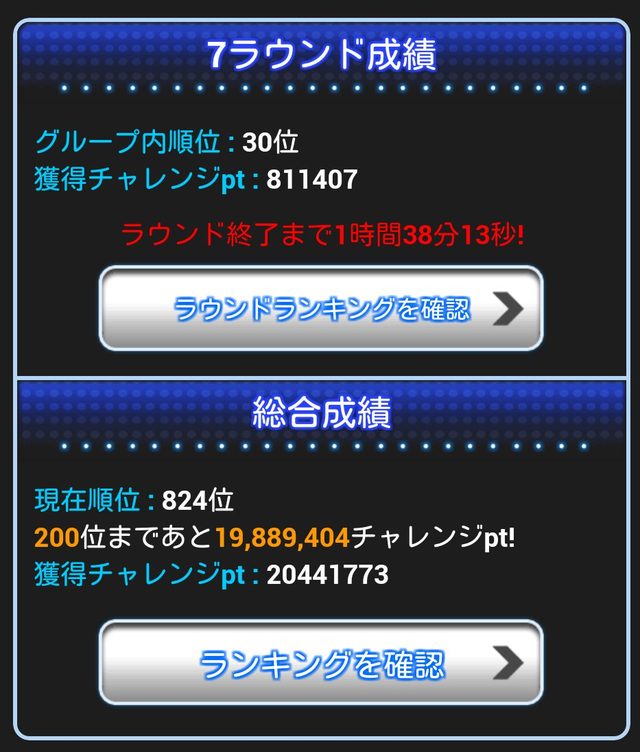 7ラウンド成績
グループ内順位 : 30位
獲得チャレンジpt : 811407
ラウンド終了まで1時間38分13秒!
ラウンドランキングを確認
総合成績
現在順位 : 824位
200位まであと19,889,404チャレンジpt!
獲得チャレンジpt : 20441773
ランキングを確認